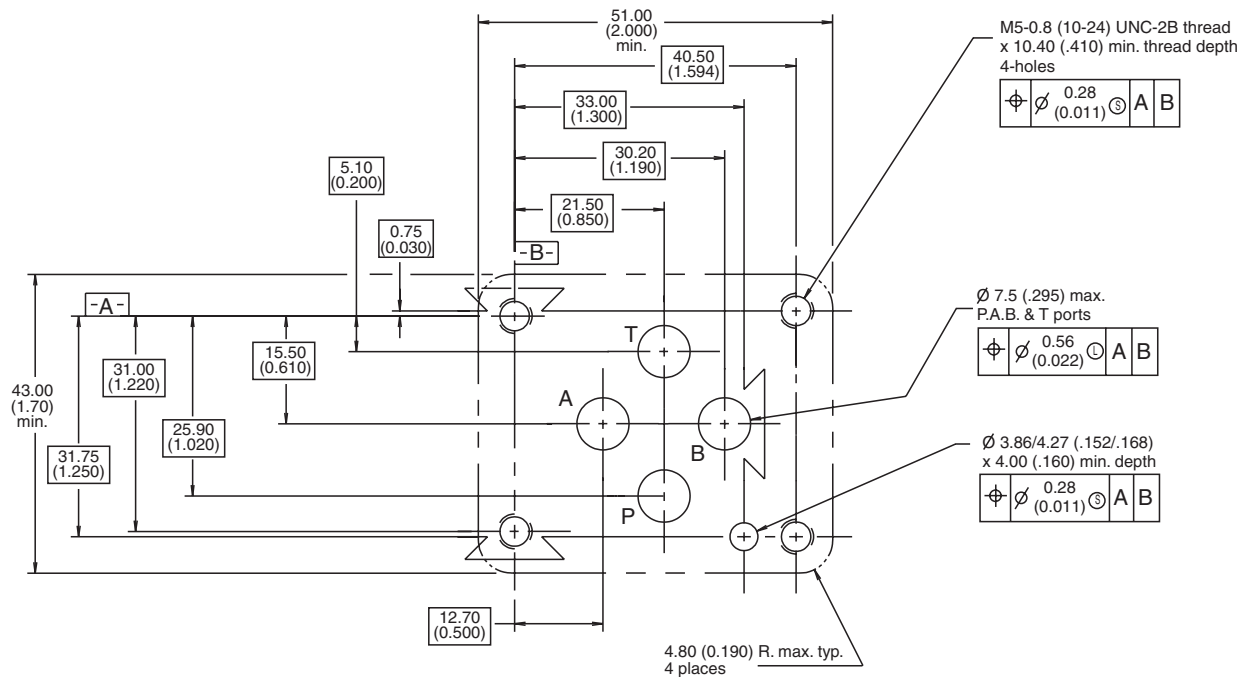 51.00
(2.000)
min.
M5-0.8 (10-24) UNC-2B thread
x 10.40 (.410) min. thread depth
4-holes
40.50
(1.594)
⌖ ⌀ 0.28
(0.011) Ⓢ A B
33.00
(1.300)
30.20
(1.190)
5.10
(0.200)
21.50
(0.850)
0.75
(0.030)
-B-
-A-
Ø 7.5 (.295) max.
P.A.B. & T ports
⌖ ⌀ 0.56
(0.022) Ⓛ A B
T
15.50
(0.610)
31.00
(1.220)
43.00
(1.70)
min.
A
25.90
(1.020)
31.75
(1.250)
B
Ø 3.86/4.27 (.152/.168)
x 4.00 (.160) min. depth
⌖ ⌀ 0.28
(0.011) Ⓢ A B
P
12.70
(0.500)
4.80 (0.190) R. max. typ.
4 places